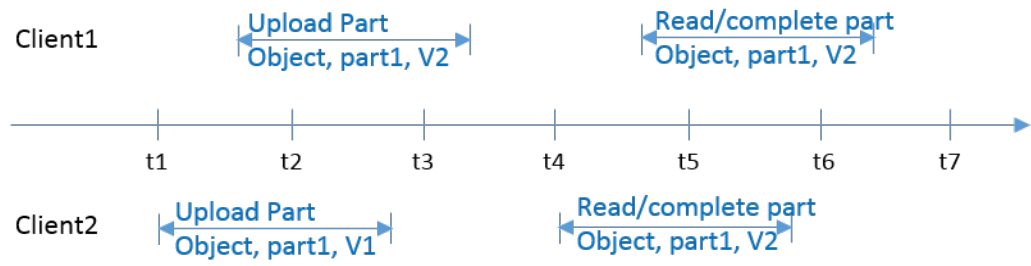 Upload Part
Read/complete part
Client1
Object, part1, V2
Object, part1, V2
t1
t2
t3
t4
t5
t6
t7
Upload Part
Read/complete part
Client2
Object, part1, V1
Object, part1, V2